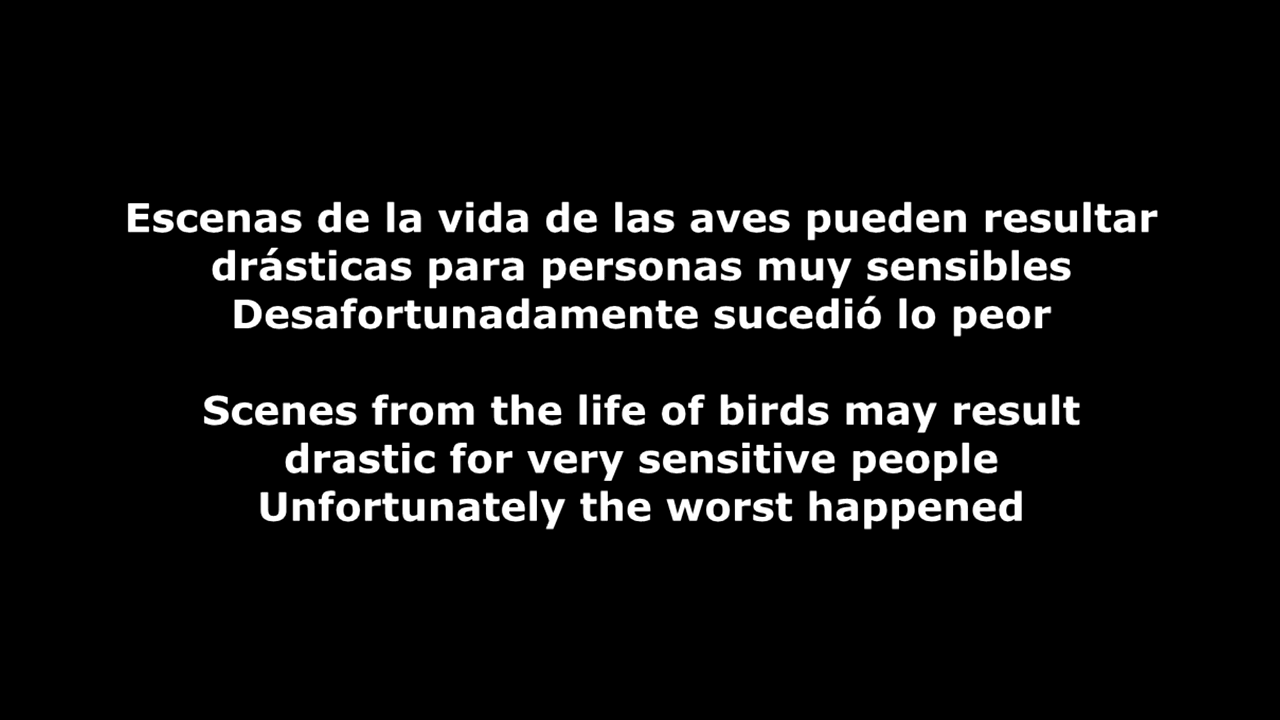 Escenas de la vida de las aves pueden resultar
drásticas para personas muy sensibles
Desafortunadamente sucedió lo peor
Scenes from the life of birds may result
drastic for very sensitive people
Unfortunately the worst happened